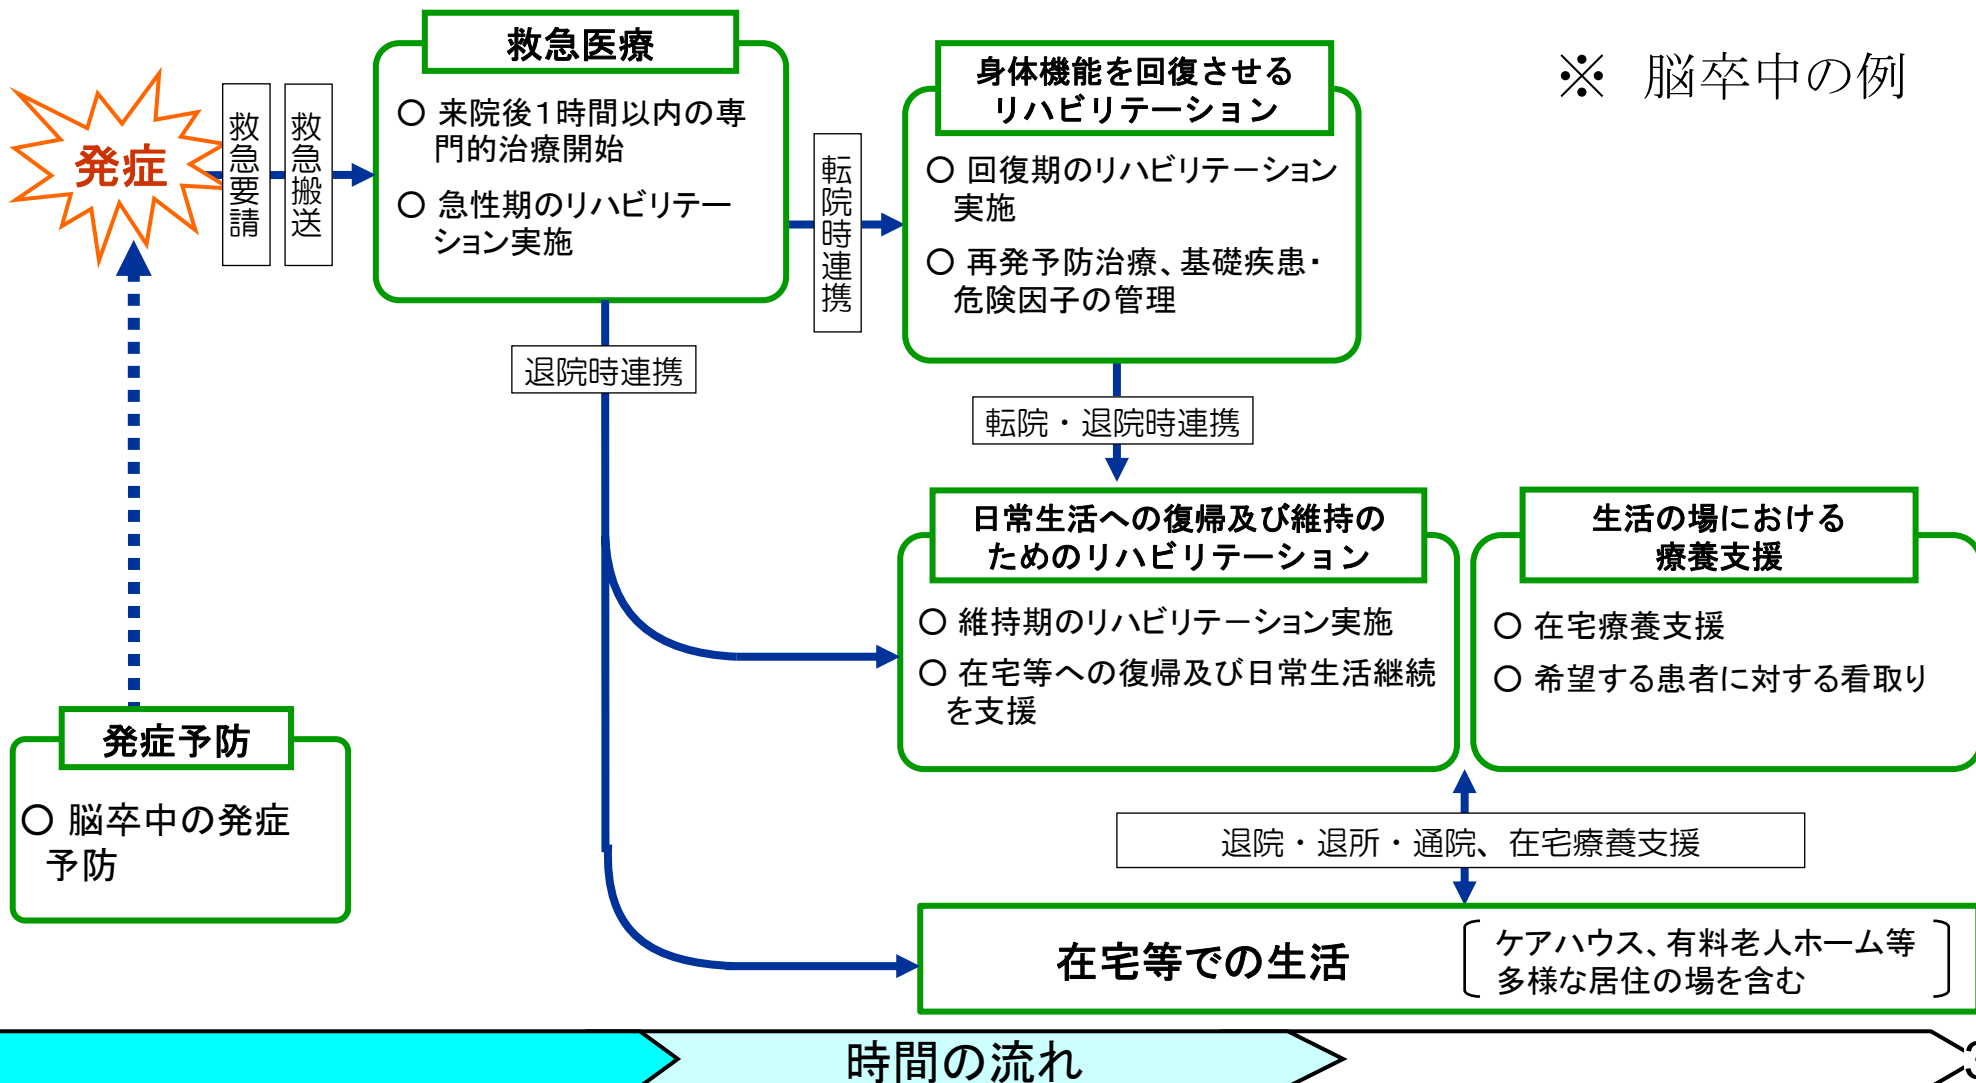 ※ 脳卒中の例
救急医療
○ 来院後1時間以内の専
門的治療開始
○ 急性期のリハビリテー
ション実施
身体機能を回復させる
リハビリテーション
○ 回復期のリハビリテーション
実施
○ 再発予防治療、基礎疾患・
危険因子の管理
発症
救急要請
救急搬送
転院時連携
退院時連携
転院・退院時連携
日常生活への復帰及び維持の
ためのリハビリテーション
○ 維持期のリハビリテーション実施
○ 在宅等への復帰及び日常生活継続
を支援
生活の場における
療養支援
○ 在宅療養支援
○ 希望する患者に対する看取り
発症予防
○ 脳卒中の発症
予防
退院・退所・通院、在宅療養支援
在宅等での生活
ケアハウス、有料老人ホーム等
多様な居住の場を含む
時間の流れ